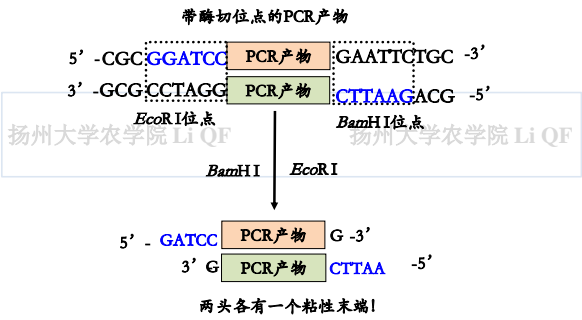 带酶切位点的PCR产物
5’ -CGC GGATCC PCR产物 GAATTCTGC -3’
3’ -GCG CCTAGG PCR产物 CTTAAGACG -5’
EcoRI位点 BamHI位点
扬州大学农学院 Li QF 扬州大学农学院 Li QF
BamHI EcoRI
5’ - GATCC PCR产物 G -3’
3’ G PCR产物 CTTAA -5’
两头各有一个粘性末端!